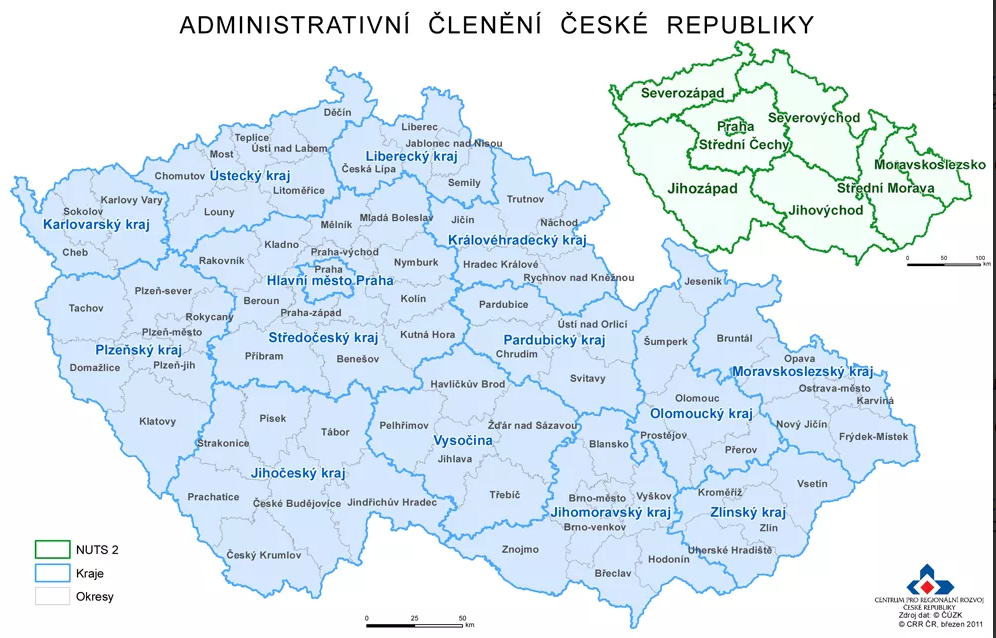 ADMINISTRATIVNÍ ČLENĚNÍ ČESKÉ REPUBLIKY
Severozápad
Praha
Severovýchod
Střední Čechy
Moravskoslezsko
Jihozápad
Střední Morava
Jihovýchod
0 50 100
km
Děčín
Liberec
Teplice
Ústí nad Labem
Jablonec nad Nisou
Most
Liberecký kraj
Chomutov
Ústecký kraj
Česká Lípa
Litoměřice
Semily
Karlovy Vary
Sokolov
Karlovarský kraj
Louny
Trutnov
Mladá Boleslav
Jičín
Náchod
Mělník
Kladno
Královéhradecký kraj
Cheb
Rakovník
Praha-východ
Nymburk
Hradec Králové
Praha
Hlavní město Praha
Rychnov nad Kněžnou
Jeseník
Plzeň-sever
Beroun
Kolín
Pardubice
Tachov
Rokycany
Praha-západ
Ústí nad Orlicí
Plzeň-město
Středočeský kraj
Kutná Hora
Pardubický kraj
Šumperk
Bruntál
Plzeňský kraj
Příbram
Benešov
Chrudim
Opava
Domažlice
Plzeň-jih
Moravskoslezský kraj
Svitavy
Havlíčkův Brod
Ostrava-město
Olomouc
Karviná
Klatovy
Písek
Olomoucký kraj
Pelhřimov
Žďár nad Sázavou
Nový Jičín
Strakonice
Tábor
Vysočina
Blansko
Prostějov
Frýdek-Místek
Přerov
Jihlava
Jihočeský kraj
Vsetín
Prachatice
České Budějovice
Jindřichův Hradec
Třebíč
Brno-město
Vyškov
Kroměříž
Jihomoravský kraj
Zlínský kraj
Brno-venkov
Zlín
Český Krumlov
Znojmo
Uherské Hradiště
Hodonín
Břeclav
NUTS 2
Kraje
Okresy
0 25 50
km
CENTRUM PRO REGIONÁLNÍ ROZVOJ
ČESKÉ REPUBLIKY
Zdroj dat: © ČÚZK
© CRR ČR, březen 2011